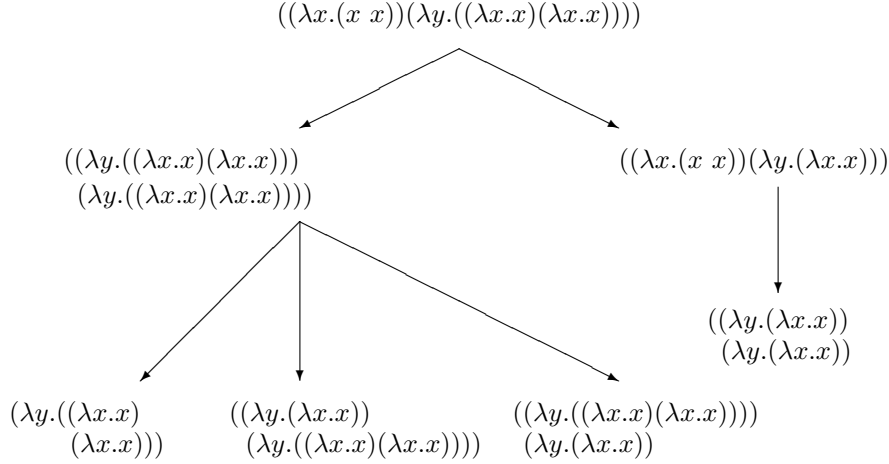 ((λx.(x x))(λy.((λx.x)(λx.x))))
((λy.((λx.x)(λx.x)))
(λy.((λx.x)(λx.x))))
((λx.(x x))(λy.(λx.x)))
((λy.(λx.x))
(λy.(λx.x))
(λy.((λx.x)
(λx.x)))
((λy.(λx.x))
(λy.((λx.x)(λx.x))))
((λy.((λx.x)(λx.x))))
(λy.(λx.x))